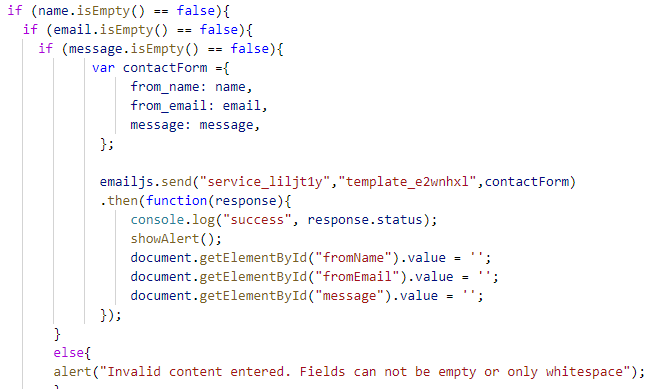 if (name.isEmpty() == false){
if (email.isEmpty() == false){
if (message.isEmpty() == false){
var contactForm ={
from_name: name,
from_email: email,
message: message,
};
emailjs.send("service_liljt1y","template_e2wnhxl",contactForm)
.then(function(response){
console.log("success", response.status);
showAlert();
document.getElementById("fromName").value = '';
document.getElementById("fromEmail").value = '';
document.getElementById("message").value = '';
});
}
else{
alert("Invalid content entered. Fields can not be empty or only whitespace");
}